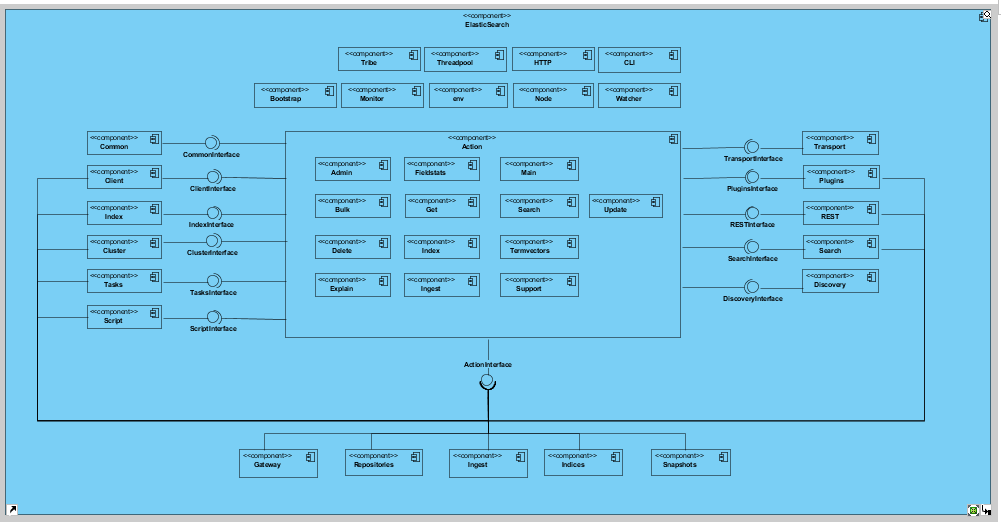 <<component>>
ElasticSearch
<<component>> <<component>> <<component>> <<component>>
Tribe Threadpool HTTP CLI
<<component>> <<component>> <<component>> <<component>> <<component>>
Bootstrap Monitor env Node Watcher
<<component>>
Common
CommonInterface
<<component>>
Client
ClientInterface
<<component>>
Index
IndexInterface
<<component>>
Cluster
ClusterInterface
<<component>>
Tasks
TasksInterface
<<component>>
Script
ScriptInterface
<<component>>
Action
<<component>> <<component>> <<component>>
Admin Fieldstats Main
<<component>> <<component>> <<component>> <<component>>
Bulk Get Search Update
<<component>> <<component>> <<component>>
Delete Index Termvectors
<<component>> <<component>> <<component>>
Explain Ingest Support
<<component>>
Transport
TransportInterface
<<component>>
Plugins
PluginsInterface
<<component>>
REST
RESTInterface
<<component>>
Search
SearchInterface
<<component>>
Discovery
DiscoveryInterface
ActionInterface
<<component>> <<component>> <<component>> <<component>> <<component>>
Gateway Repositories Ingest Indices Snapshots